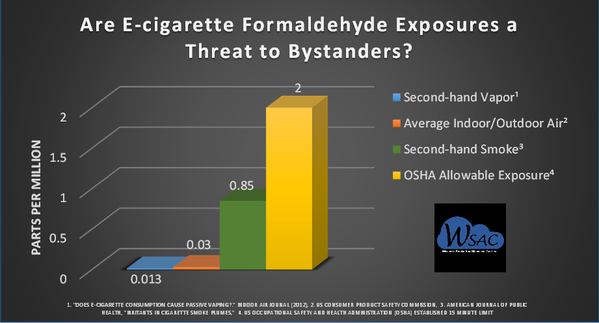 Are E-cigarette Formaldehyde Exposures a
Threat to Bystanders?
PARTS PER MILLION
2
1.5
1
0.5
0
0.013
0.03
0.85
2
Second-hand Vapor¹
Average Indoor/Outdoor Air²
Second-hand Smoke³
OSHA Allowable Exposure⁴
WSAC
1. "DOES E-CIGARETTE CONSUMPTION CAUSE PASSIVE VAPING?." INDOOR AIR JOURNAL (2012), 2. US CONSUMER PRODUCT SAFETY COMMISSION, 3. AMERICAN JOURNAL OF PUBLIC
HEALTH, "IRRITANTS IN CIGARETTE SMOKE PLUMES," 4. US OCCUPATIONAL SAFETY AND HEALTH ADMINISTRATION (OSHA) ESTABLISHED 15 MINUTE LIMIT